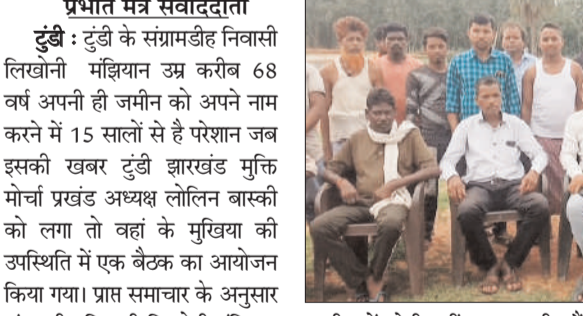 प्रभात मंत्र संवाददाता
टुंडी : टुंडी के संग्रामडीह निवासी
लिखोनी मंझियान उम्र करीब 68
वर्ष अपनी ही जमीन को अपने नाम
करने में 15 सालों से है परेशान जब
इसकी खबर टुंडी झारखंड मुक्ति
मोर्चा प्रखंड अध्यक्ष लोलिन बास्की
को लगा तो वहां के मुखिया की
उपस्थिति में एक बैठक का आयोजन
किया गया। प्राप्त समाचार के अनुसार